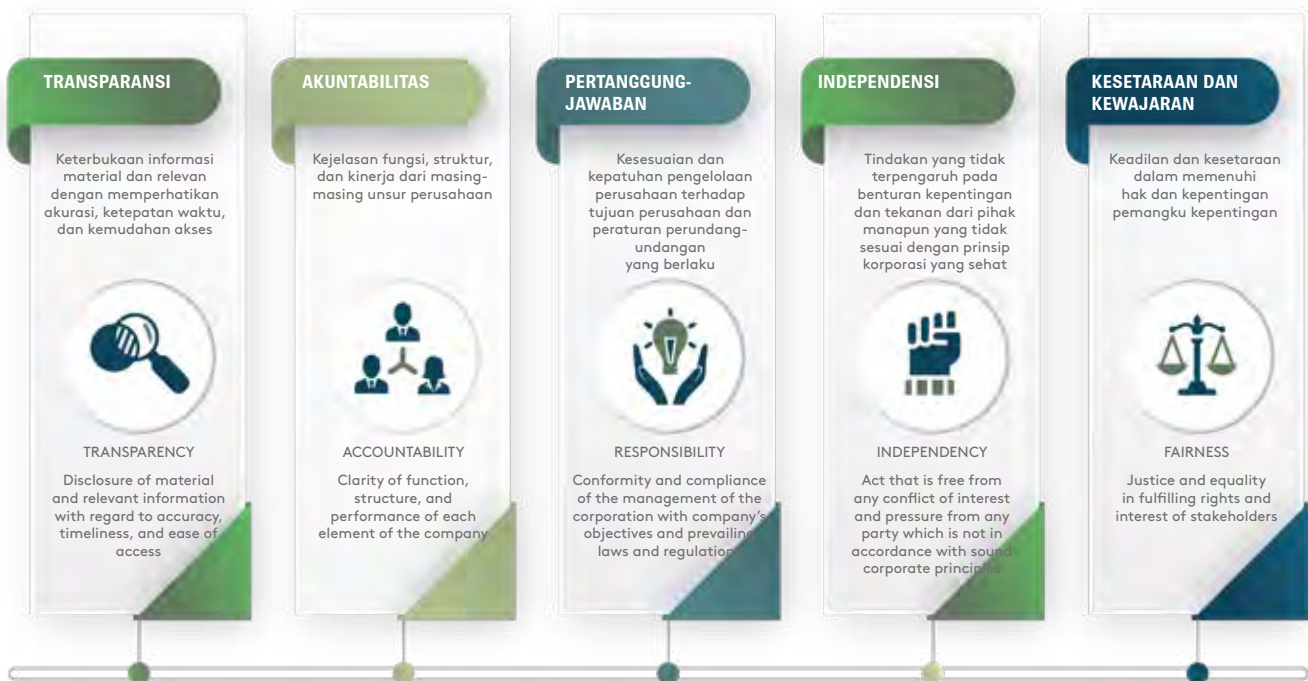 TRANSPARANSI
Keterbukaan informasi
material dan relevan
dengan memperhatikan
akurasi, ketepatan waktu,
dan kemudahan akses
TRANSPARENCY
Disclosure of material
and relevant information
with regard to accuracy,
timeliness, and ease of
access
AKUNTABILITAS
Kejelasan fungsi, struktur,
dan kinerja dari masing-
masing unsur perusahaan
ACCOUNTABILITY
Clarity of function,
structure, and
performance of each
element of the company
PERTANGGUNG-
JAWABAN
Kesesuaian dan
kepatuhan pengelolaan
perusahaan terhadap
tujuan perusahaan dan
peraturan perundang-
undangan
yang berlaku
RESPONSIBILITY
Conformity and compliance
of the management of the
corporation with company's
objectives and prevailing
laws and regulations
INDEPENDENSI
Tindakan yang tidak
terpengaruh pada
benturan kepentingan
dan tekanan dari pihak
manapun yang tidak
sesuai dengan prinsip
korporasi yang sehat
INDEPENDENCY
Act that is free from
any conflict of interest
and pressure from any
party which is not in
accordance with sound
corporate principles
KESETARAAN DAN
KEWAJARAN
Keadilan dan kesetaraan
dalam memenuhi
hak dan kepentingan
pemangku kepentingan
FAIRNESS
Justice and equality
in fulfilling rights and
interest of stakeholders